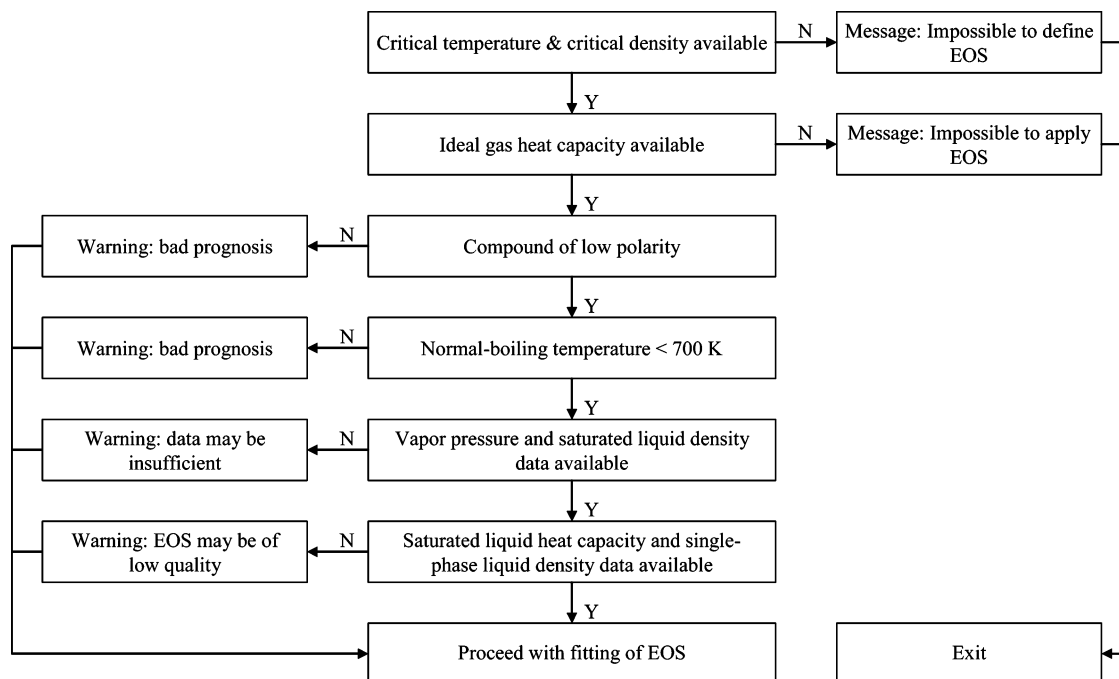 Critical temperature & critical density available
N
Message: Impossible to define
EOS
Y
Ideal gas heat capacity available
N
Message: Impossible to apply
EOS
Y
Warning: bad prognosis
N
Compound of low polarity
Y
Warning: bad prognosis
N
Normal-boiling temperature < 700 K
Y
Warning: data may be
insufficient
N
Vapor pressure and saturated liquid density
data available
Y
Warning: EOS may be of
low quality
N
Saturated liquid heat capacity and single-
phase liquid density data available
Y
Proceed with fitting of EOS
Exit